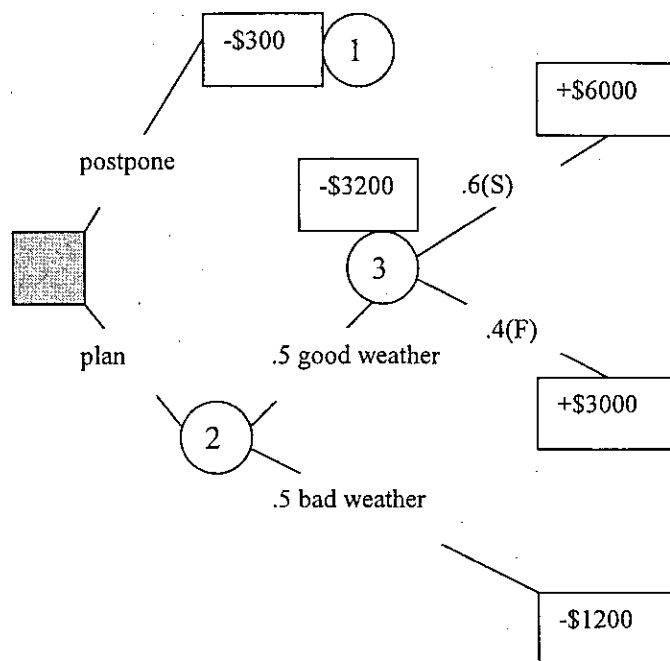 -$300
1
+$6000
postpone
-$3200
.6(S)
3
.4(F)
plan
.5 good weather
+$3000
2
.5 bad weather
-$1200